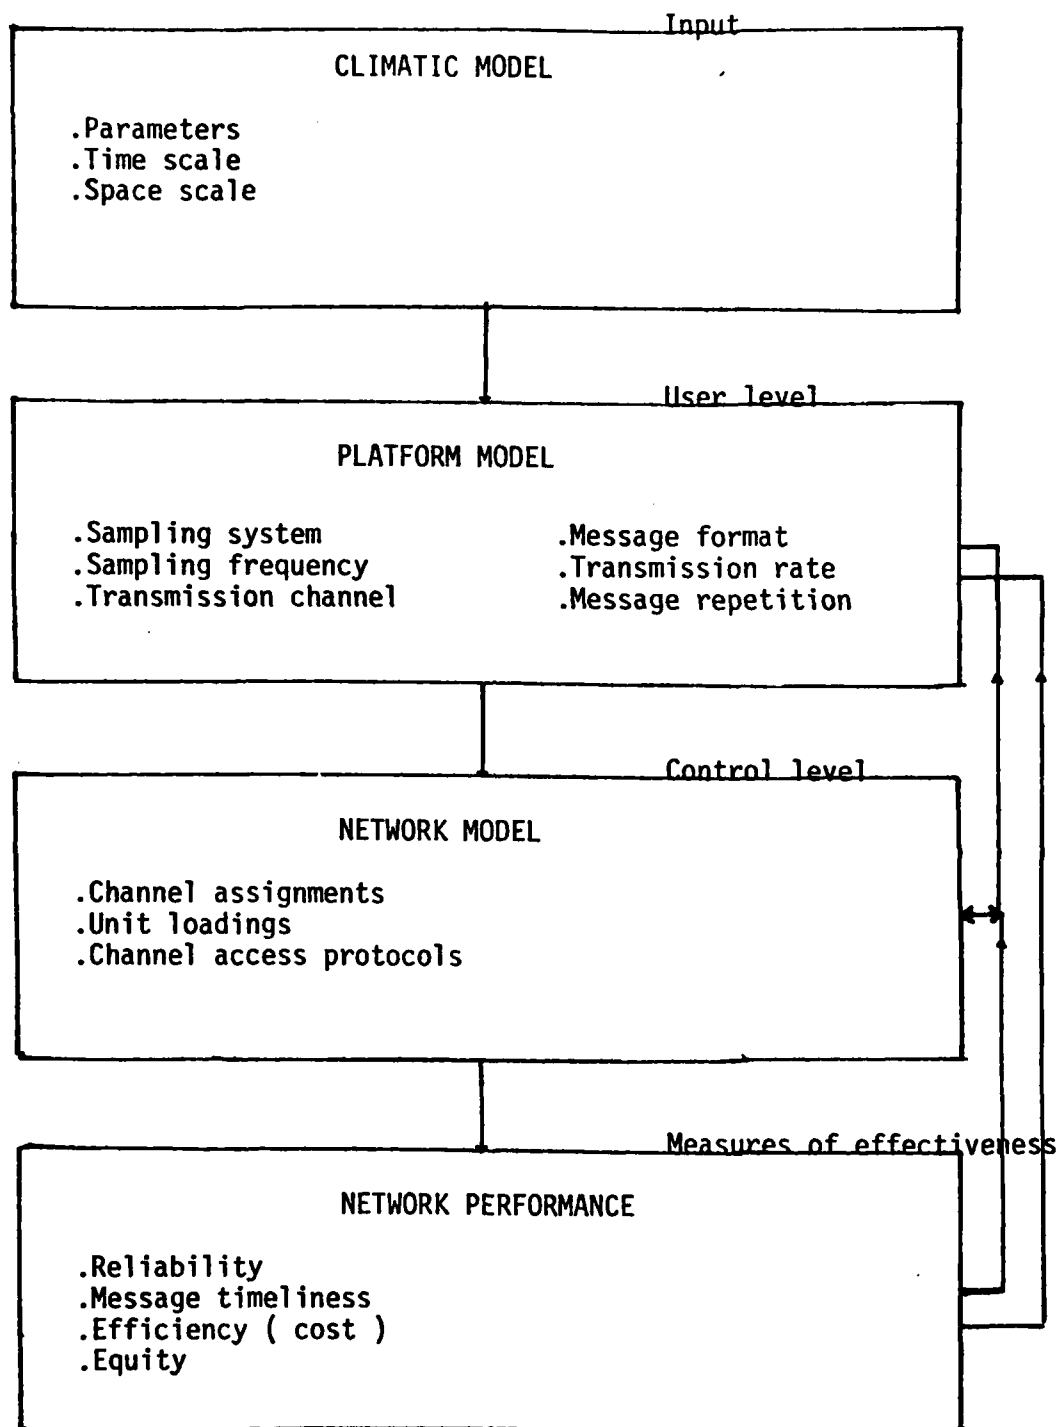 Input
CLIMATIC MODEL
.Parameters
.Time scale
.Space scale
User level
PLATFORM MODEL
.Sampling system
.Sampling frequency
.Transmission channel
.Message format
.Transmission rate
.Message repetition
Control level
NETWORK MODEL
.Channel assignments
.Unit loadings
.Channel access protocols
Measures of effectiveness
NETWORK PERFORMANCE
.Reliability
.Message timeliness
.Efficiency ( cost )
.Equity